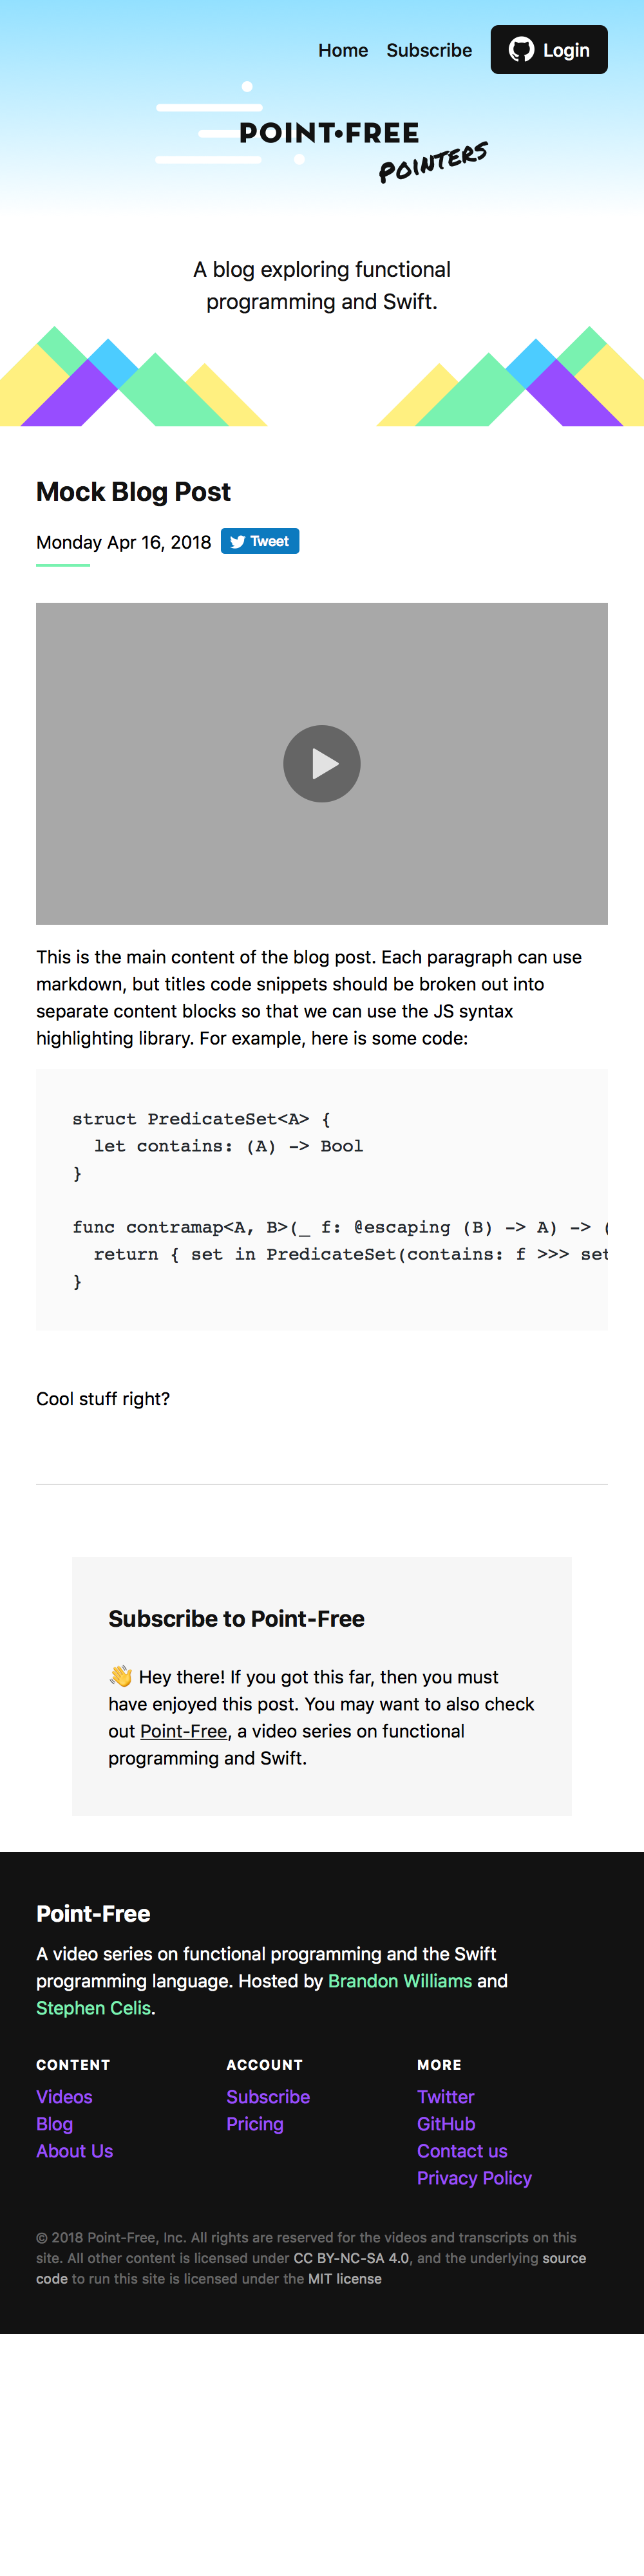 Home Subscribe Login
POINT•FREE
POINTERS
A blog exploring functional
programming and Swift.
Mock Blog Post
Monday Apr 16, 2018 Tweet
This is the main content of the blog post. Each paragraph can use
markdown, but titles code snippets should be broken out into
separate content blocks so that we can use the JS syntax
highlighting library. For example, here is some code:
struct PredicateSet<A> {
  let contains: (A) -> Bool
}
func contramap<A, B>(_ f: @escaping (B) -> A) -> (
  return { set in PredicateSet(contains: f >>> set
}
Cool stuff right?
Subscribe to Point-Free
👋 Hey there! If you got this far, then you must
have enjoyed this post. You may want to also check
out Point-Free, a video series on functional
programming and Swift.
Point-Free
A video series on functional programming and the Swift
programming language. Hosted by Brandon Williams and
Stephen Celis.
CONTENT
Videos
Blog
About Us
ACCOUNT
Subscribe
Pricing
MORE
Twitter
GitHub
Contact us
Privacy Policy
© 2018 Point-Free, Inc. All rights are reserved for the videos and transcripts on this
site. All other content is licensed under CC BY-NC-SA 4.0, and the underlying source
code to run this site is licensed under the MIT license